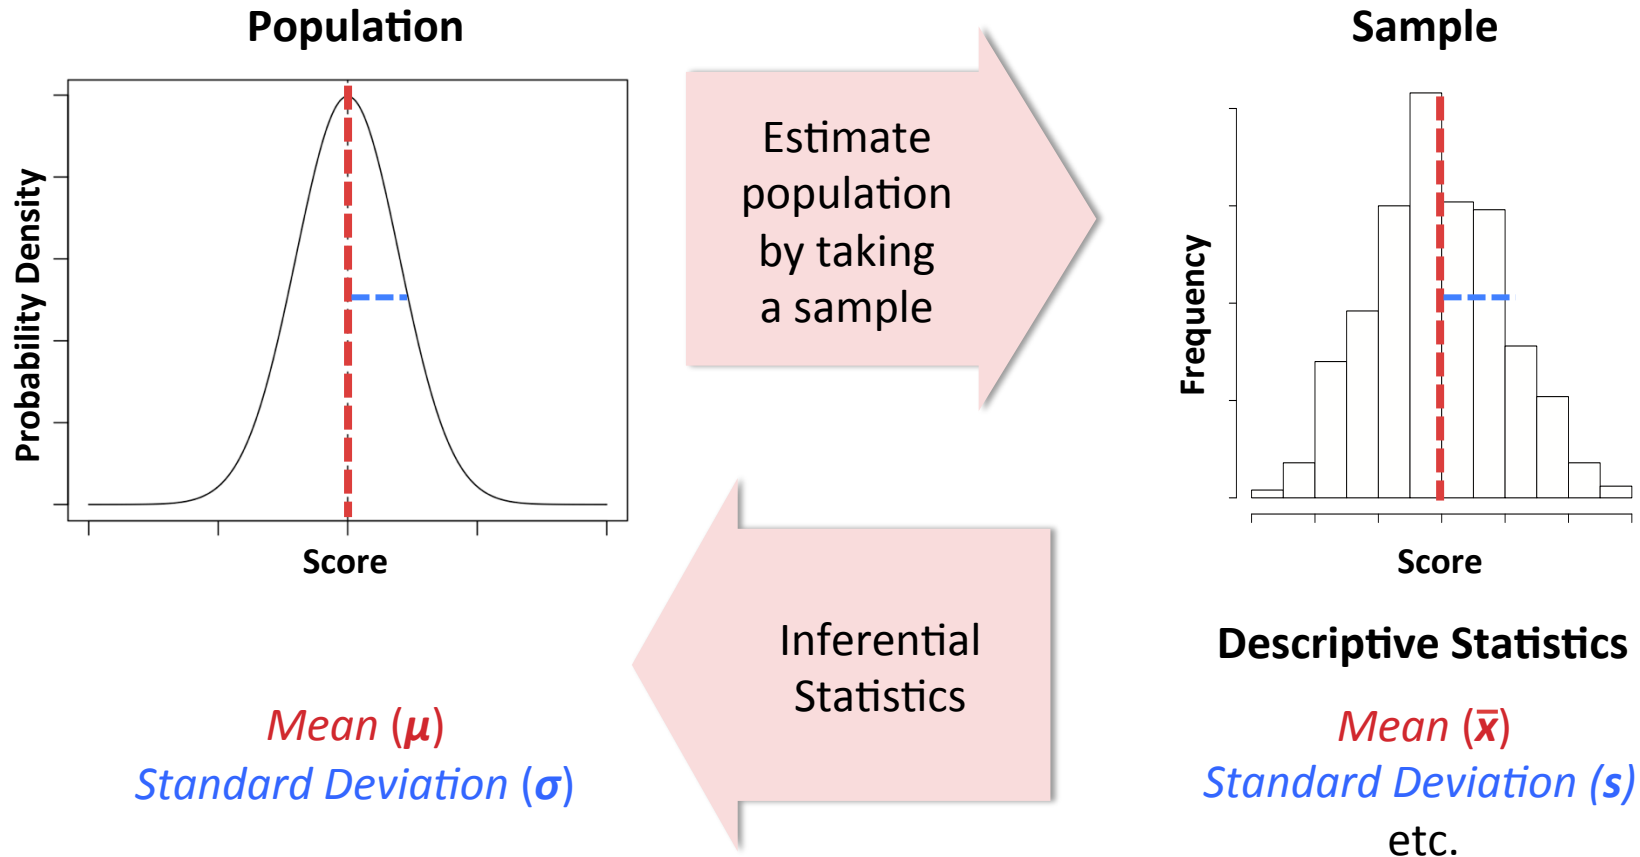 Population
Probability Density
Score
Mean (μ)
Standard Deviation (σ)
Estimate
population
by taking
a sample
Inferential
Statistics
Sample
Frequency
Score
Descriptive Statistics
Mean (x̅)
Standard Deviation (s)
etc.